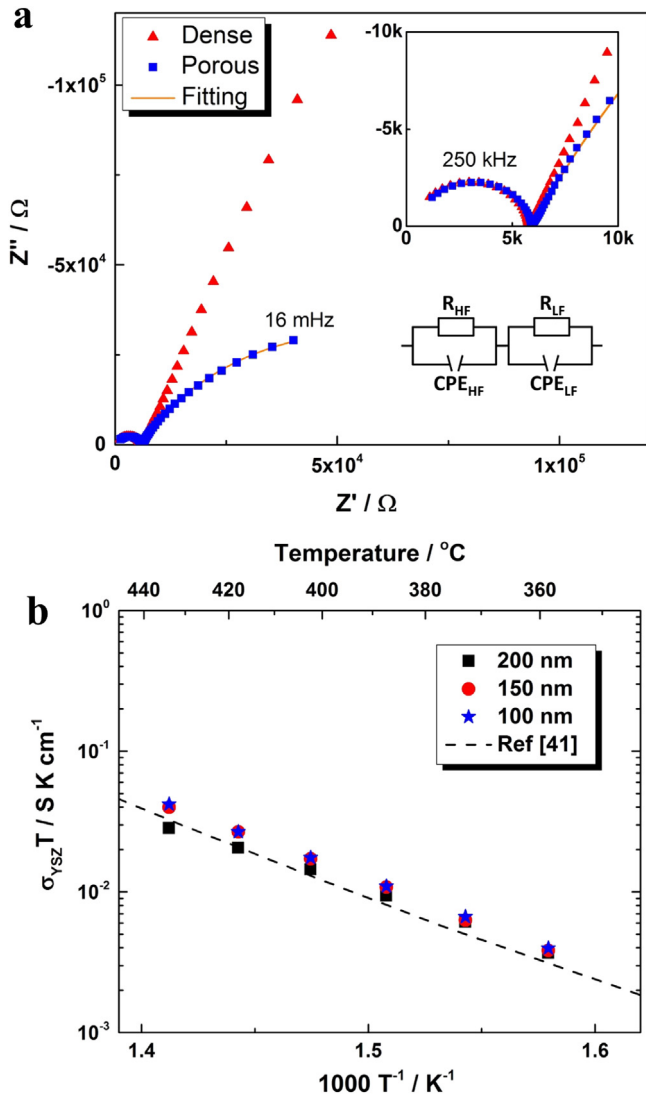 a
Dense
Porous
Fitting
-1x10⁵
-5x10⁴
0
Z'' / Ω
16 mHz
0
5x10⁴
1x10⁵
Z' / Ω
-10k
-5k
0
250 kHz
0
5k
10k
R_HF
R_LF
CPE_HF
CPE_LF
b
Temperature / °C
440
420
400
380
360
10⁰
10⁻¹
10⁻²
10⁻³
σ_YSZ T / S K cm⁻¹
200 nm
150 nm
100 nm
Ref [41]
1.4
1.5
1.6
1000 T⁻¹ / K⁻¹